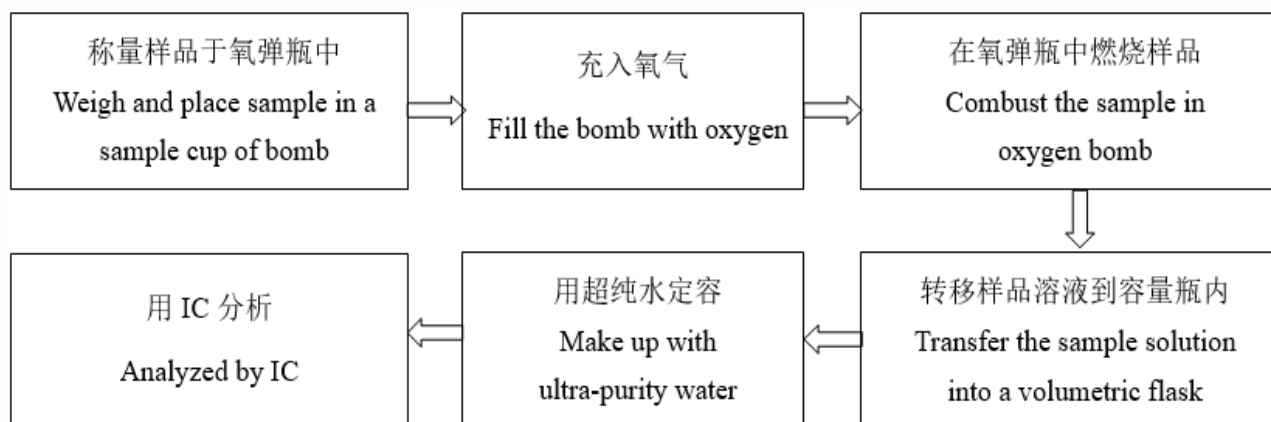 称量样品于氧弹瓶中
Weigh and place sample in a
sample cup of bomb
充入氧气
Fill the bomb with oxygen
在氧弹瓶中燃烧样品
Combust the sample in
oxygen bomb
转移样品溶液到容量瓶内
Transfer the sample solution
into a volumetric flask
用超纯水定容
Make up with
ultra-purity water
用 IC 分析
Analyzed by IC